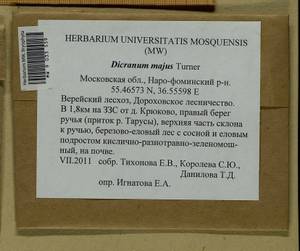 HERBARIUM UNIVERSITATIS MOSQUENSIS
(MW)
Dicranum majus Turner
Московская обл., Наро-фоминский р-н.
55.46573 N, 36.55598 E
Верейский лесхоз, Дороховское лесничество.
В 1,8км на ЗЗС от д. Крюково, правый берег
ручья (приток р. Тарусы), верхняя часть склона
к ручью, березово-еловый лес с сосной и еловым
подростом кислично-разнотравно-зеленомош-
ный, на почве.
VII.2011 собр. Тихонова Е.В., Королева С.Ю.,
Данилова Т.Д.
опр. Игнатова Е.А.